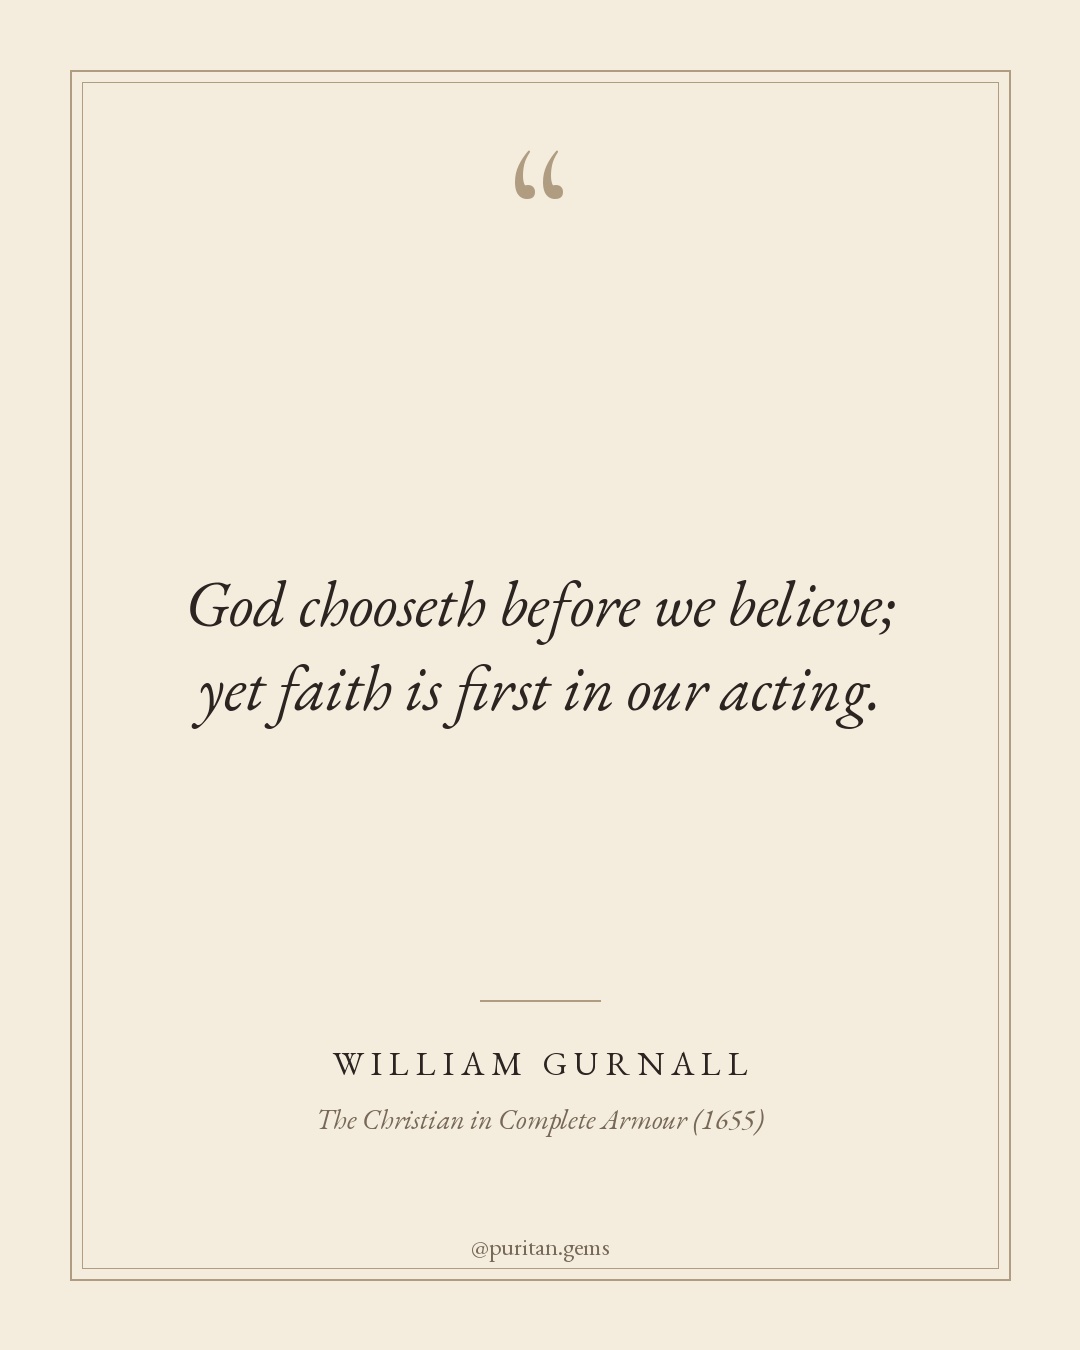 “
God chooseth before we believe;
yet faith is first in our acting.
WILLIAM GURNALL
The Christian in Complete Armour (1655)
@puritan.gems